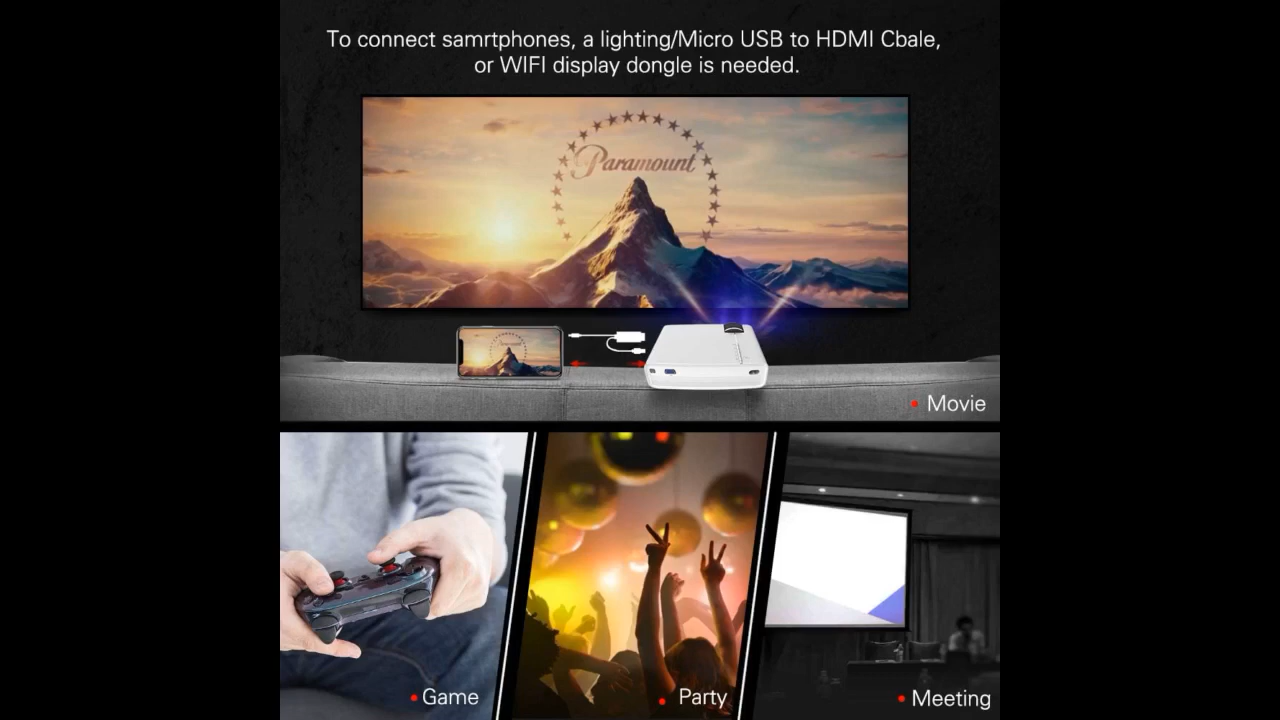 To connect samrtphones, a lighting/Micro USB to HDMI Cbale,
or WIFI display dongle is needed.
Paramount
Movie
Game
Party
Meeting